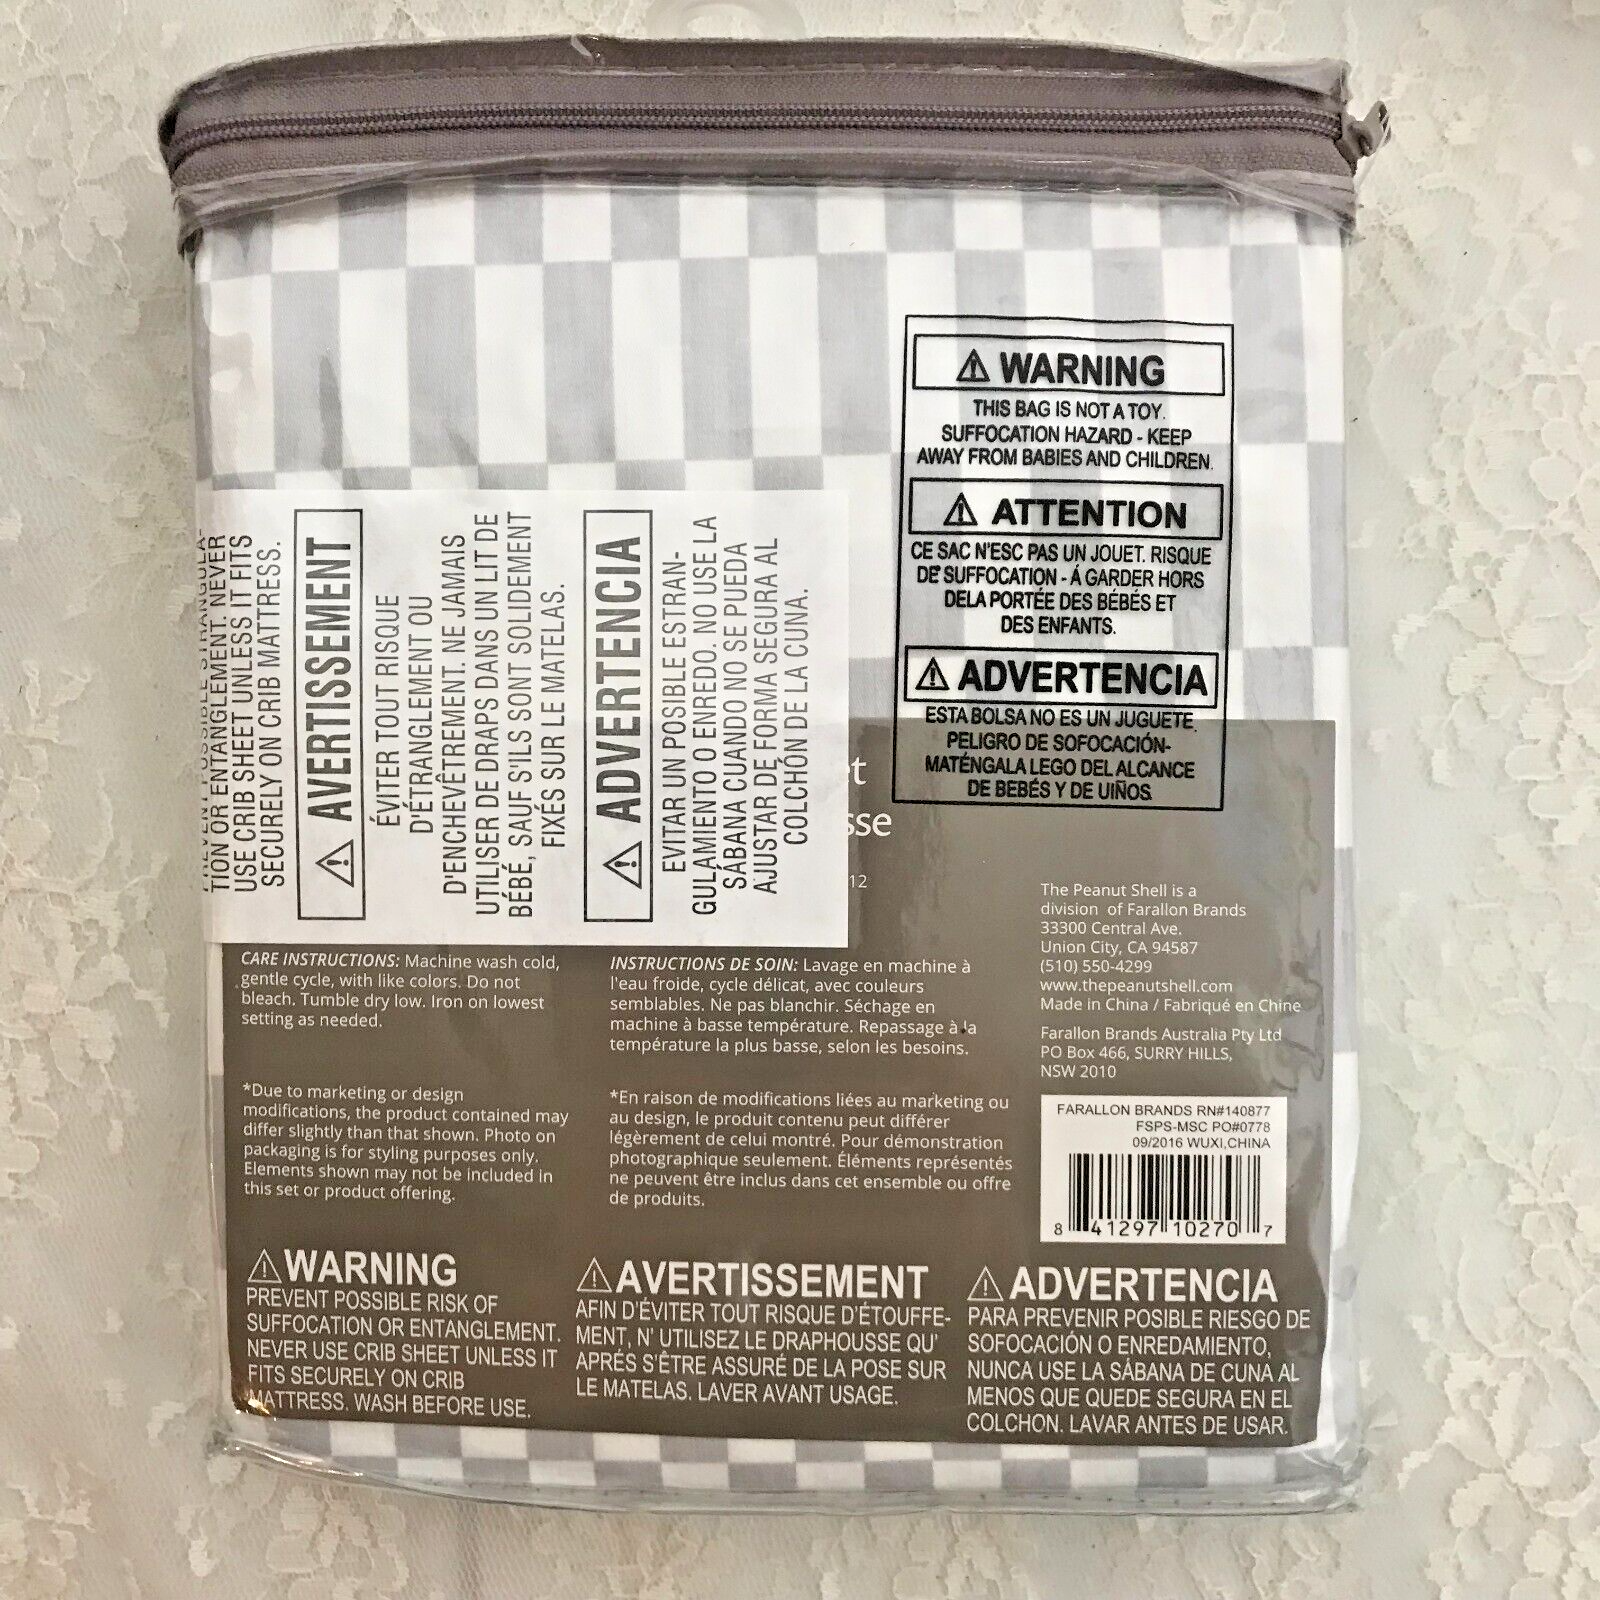 WARNING
THIS BAG IS NOT A TOY.
SUFFOCATION HAZARD - KEEP
AWAY FROM BABIES AND CHILDREN.
ATTENTION
CE SAC N'ESC PAS UN JOUET. RISQUE
DE SUFFOCATION - Á GARDER HORS
DELA PORTÉE DES BÉBÉS ET
DES ENFANTS.
ADVERTENCIA
ESTA BOLSA NO ES UN JUGUETE.
PELIGRO DE SOFOCACIÓN-
MATÉNGALA LEGO DEL ALCANCE
DE BEBÉS Y DE UIÑOS.
TION OR ENTANGLEMENT. NEVER
USE CRIB SHEET UNLESS IT FITS
SECURELY ON CRIB MATTRESS.
AVERTISSEMENT
ÉVITER TOUT RISQUE
D'ÉTRANGLEMENT OU
D'ENCHEVÊTREMENT. NE JAMAIS
UTILISER DE DRAPS DANS UN LIT DE
BÉBÉ, SAUF S'ILS SONT SOLIDEMENT
FIXÉS SUR LE MATELAS.
ADVERTENCIA
EVITAR UN POSIBLE ESTRAN-
GULAMIENTO O ENREDO. NO USE LA
SÁBANA CUANDO NO SE PUEDA
AJUSTAR DE FORMA SEGURA AL
COLCHÓN DE LA CUNA.
et
sse
12
CARE INSTRUCTIONS: Machine wash cold,
gentle cycle, with like colors. Do not
bleach. Tumble dry low. Iron on lowest
setting as needed.
INSTRUCTIONS DE SOIN: Lavage en machine à
l'eau froide, cycle délicat, avec couleurs
semblables. Ne pas blanchir. Séchage en
machine à basse température. Repassage à la
température la plus basse, selon les besoins.
The Peanut Shell is a
division of Farallon Brands
33300 Central Ave.
Union City, CA 94587
(510) 550-4299
www.thepeanutshell.com
Made in China / Fabriqué en Chine
Farallon Brands Australia Pty Ltd
PO Box 466, SURRY HILLS,
NSW 2010
*Due to marketing or design
modifications, the product contained may
differ slightly than that shown. Photo on
packaging is for styling purposes only.
Elements shown may not be included in
this set or product offering.
*En raison de modifications liées au marketing ou
au design, le produit contenu peut différer
légèrement de celui montré. Pour démonstration
photographique seulement. Éléments représentés
ne peuvent être inclus dans cet ensemble ou offre
de produits.
FARALLON BRANDS RN#140877
FSPS-MSC PO#0778
09/2016 WUXI,CHINA
8 41297 10270 7
WARNING
PREVENT POSSIBLE RISK OF
SUFFOCATION OR ENTANGLEMENT.
NEVER USE CRIB SHEET UNLESS IT
FITS SECURELY ON CRIB
MATTRESS. WASH BEFORE USE.
AVERTISSEMENT
AFIN D'ÉVITER TOUT RISQUE D'ÉTOUFFE-
MENT, N' UTILISEZ LE DRAPHOUSSE QU'
APRÉS S'ÊTRE ASSURÉ DE LA POSE SUR
LE MATELAS. LAVER AVANT USAGE.
ADVERTENCIA
PARA PREVENIR POSIBLE RIESGO DE
SOFOCACIÓN O ENREDAMIENTO,
NUNCA USE LA SÁBANA DE CUNA AL
MENOS QUE QUEDE SEGURA EN EL
COLCHON. LAVAR ANTES DE USAR.